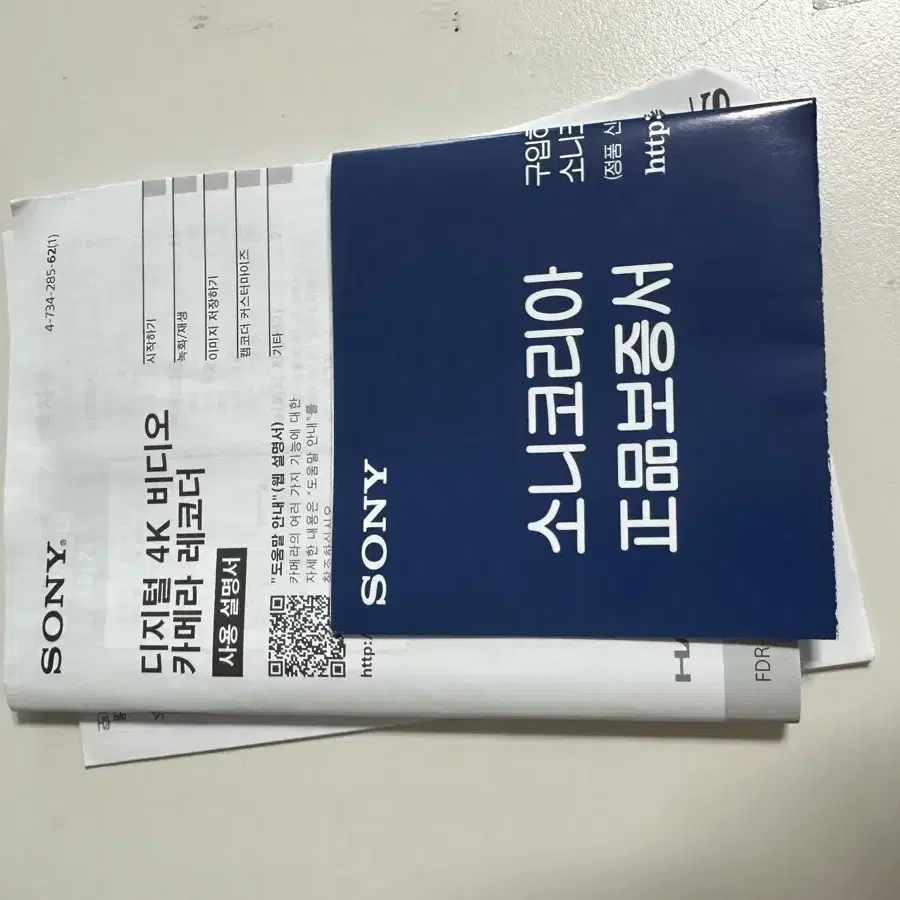 SONY
4-734-285-62(1)
디지털 4K 비디오
카메라 레코더
사용 설명서
시작하기
녹화/재생
이미지 저장하기
캠코더 커스터마이즈
기타
"도움말 안내" (웹 설명서)
카메라의 여러 가지 기능에 대한
자세한 내용은 "도움말 안내"를
참조하십시오
http:/
FDR-
SONY
소니코리아
正품보증서
구입하
소니코
(정품 신
http: